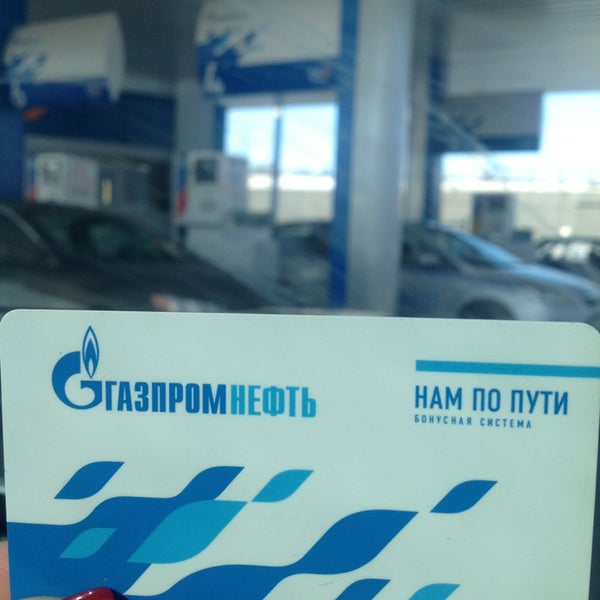 ГАЗПРОМНЕФТЬ
НАМ ПО ПУТИ
БОНУСНАЯ СИСТЕМА